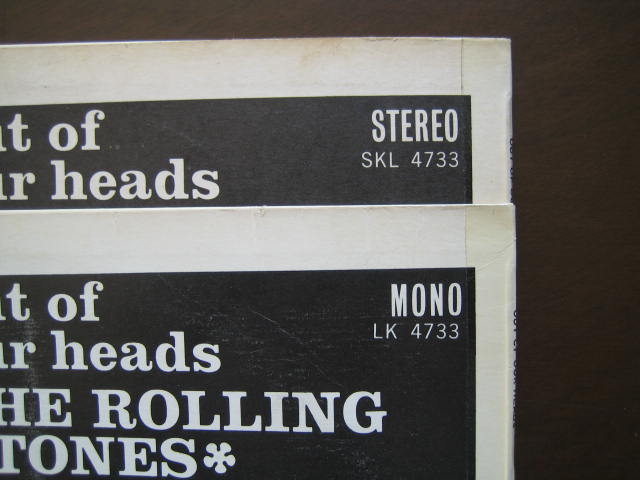 ut of
ur heads
STEREO
SKL 4733
ut of
ur heads
HE ROLLING
TONES*
MONO
LK 4733